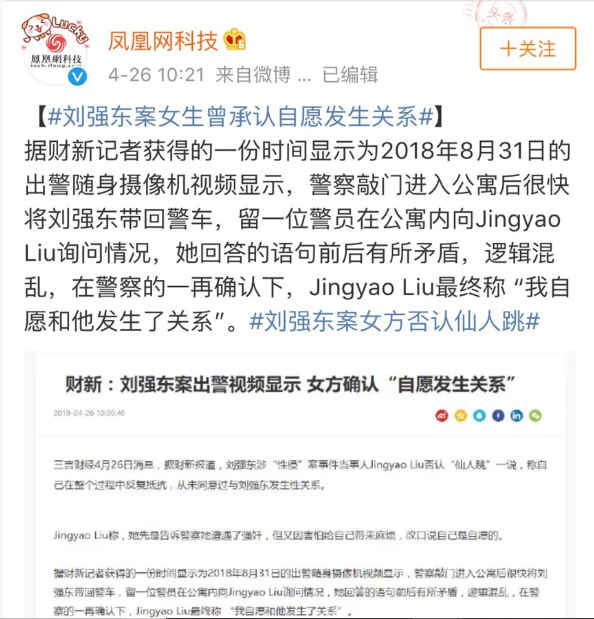 头条
Lucky
鳳凰網科技
tech.ifeng.com
凤凰网科技
+关注
4-26 10:21 来自微博 ... 已编辑
【#刘强东案女生曾承认自愿发生关系#】
据财新记者获得的一份时间显示为2018年8月31日的
出警随身摄像机视频显示，警察敲门进入公寓后很快
将刘强东带回警车，留一位警员在公寓内向Jingyao
Liu询问情况，她回答的语句前后有所矛盾，逻辑混
乱，在警察的一再确认下，Jingyao Liu最终称 “我自
愿和他发生了关系”。#刘强东案女方否认仙人跳#
财新：刘强东案出警视频显示 女方确认“自愿发生关系”
2019-04-26 10:00:40
三言财经4月26日消息，据财新报道，刘强东涉 “性侵” 案事件当事人Jingyao Liu否认 “仙人跳” 一说，称自
己在整个过程中反复抵抗，从未同意过与刘强东发生性关系。
Jingyao Liu称，她先是告诉警察她遭遇了强奸，但又因害怕给自己带来麻烦，改口说自己是自愿的。
据财新记者获得的一份时间显示为2018年8月31日的出警随身摄像机视频显示，警察敲门进入公寓后很快将刘
强东带回警车，留一位警员在公寓内向Jingyao Liu询问情况，她回答的语句前后有所矛盾，逻辑混乱，在警
察的一再确认下，Jingyao Liu最终称 “我自愿和他发生了关系”。